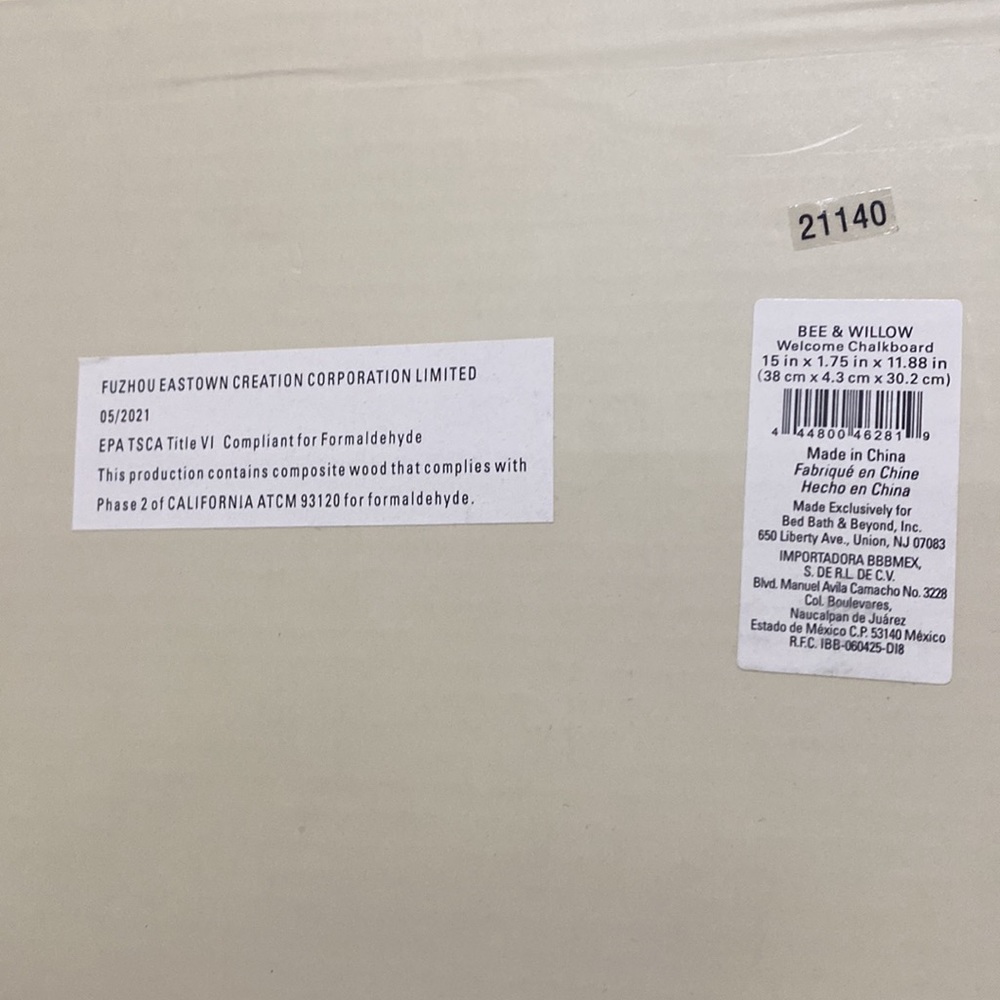 21140
FUZHOU EASTOWN CREATION CORPORATION LIMITED
05/2021
EPA TSCA Title VI Compliant for Formaldehyde
This production contains composite wood that complies with
Phase 2 of CALIFORNIA ATCM 93120 for formaldehyde.
BEE & WILLOW
Welcome Chalkboard
15 in x 1.75 in x 11.88 in
(38 cm x 4.3 cm x 30.2 cm)
4 44800 46281 9
Made in China
Fabriqué en Chine
Hecho en China
Made Exclusively for
Bed Bath & Beyond, Inc.
650 Liberty Ave., Union, NJ 07083
IMPORTADORA BBBMEX,
S. DE R.L. DE C.V.
Blvd. Manuel Avila Camacho No. 3228
Col. Boulevares,
Naucalpan de Juárez
Estado de México C.P. 53140 México
R.F.C. IBB-060425-DI8